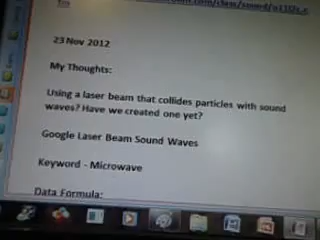 23 Nov 2012
My Thoughts:
Using a laser beam that collides particles with sound
waves? Have we created one yet?
Google Laser Beam Sound Waves
Keyword - Microwave
Data Formula: